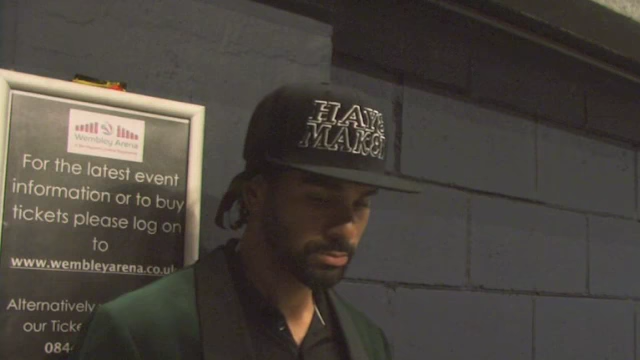 Wembley Arena
For the latest event
information or to buy
tickets please log on
to
www.wembleyarena.co.uk
Alternatively
our Ticke
084
HAYE
MAKER